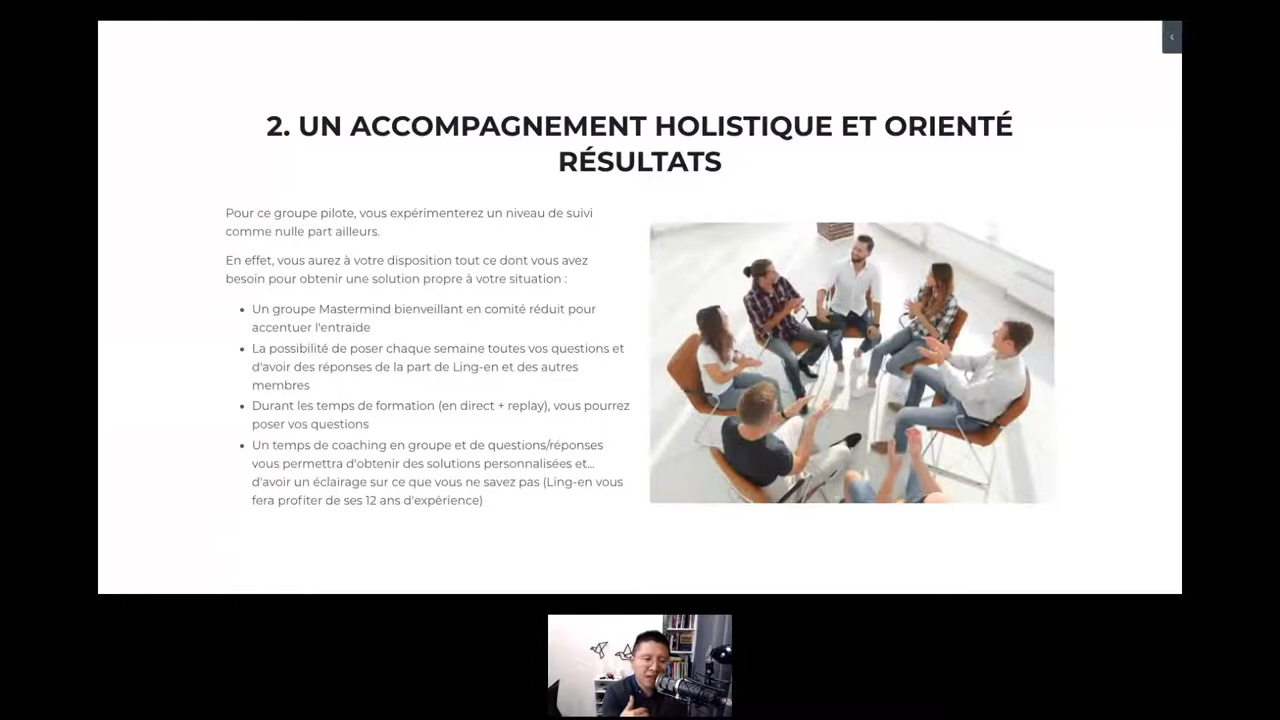 2. UN ACCOMPAGNEMENT HOLISTIQUE ET ORIENTÉ
RÉSULTATS
Pour ce groupe pilote, vous expérimenterez un niveau de suivi
comme nulle part ailleurs.
En effet, vous aurez à votre disposition tout ce dont vous avez
besoin pour obtenir une solution propre à votre situation :
• Un groupe Mastermind bienveillant en comité réduit pour
accentuer l'entraide
• La possibilité de poser chaque semaine toutes vos questions et
d'avoir des réponses de la part de Ling-en et des autres
membres
• Durant les temps de formation (en direct + replay), vous pourrez
poser vos questions
• Un temps de coaching en groupe et de questions/réponses
vous permettra d'obtenir des solutions personnalisées et...
d'avoir un éclairage sur ce que vous ne savez pas (Ling-en vous
fera profiter de ses 12 ans d'expérience)